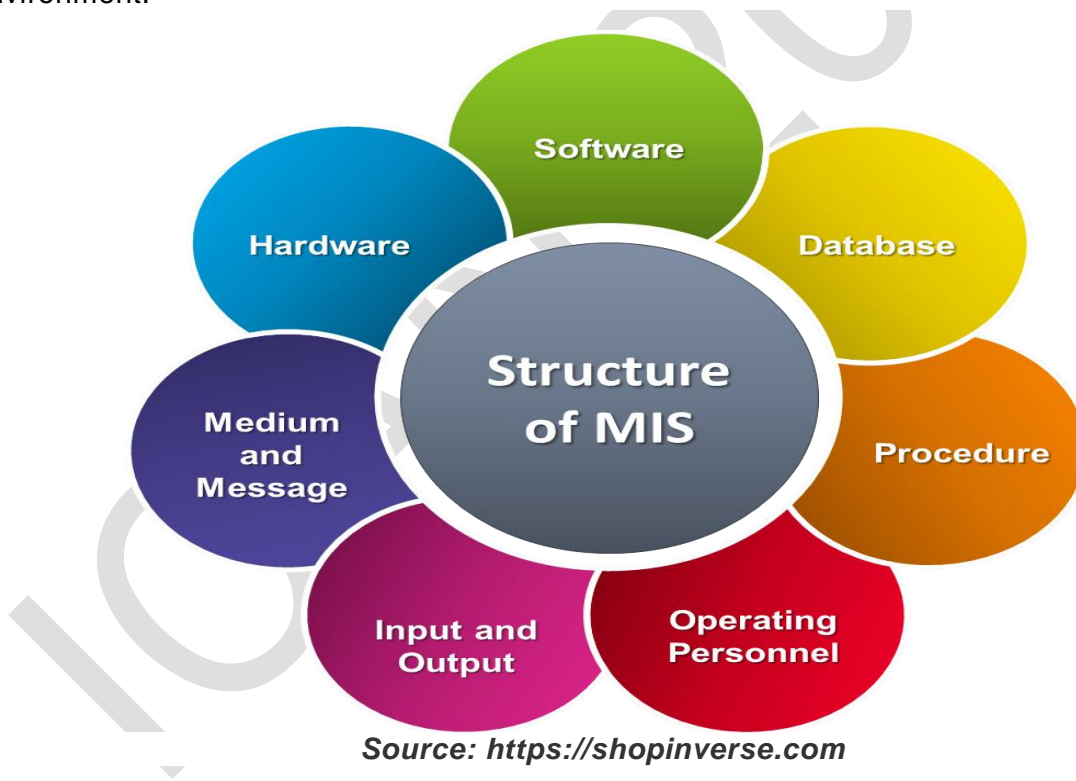 Software
Hardware
Database
Structure
of MIS
Medium
and
Message
Procedure
Input and
Output
Operating
Personnel
Source: https://shopinverse.com